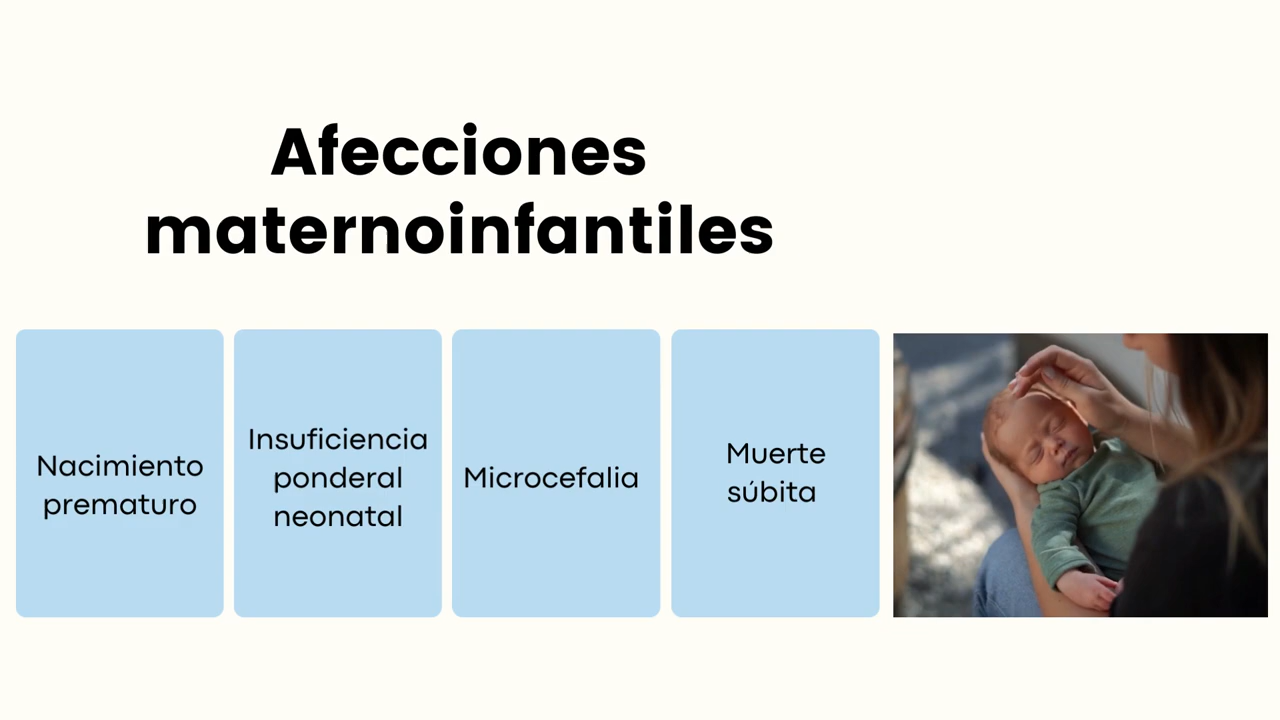 Afecciones
maternoinfantiles
Nacimiento
prematuro
Insuficiencia
ponderal
neonatal
Microcefalia
Muerte
súbita